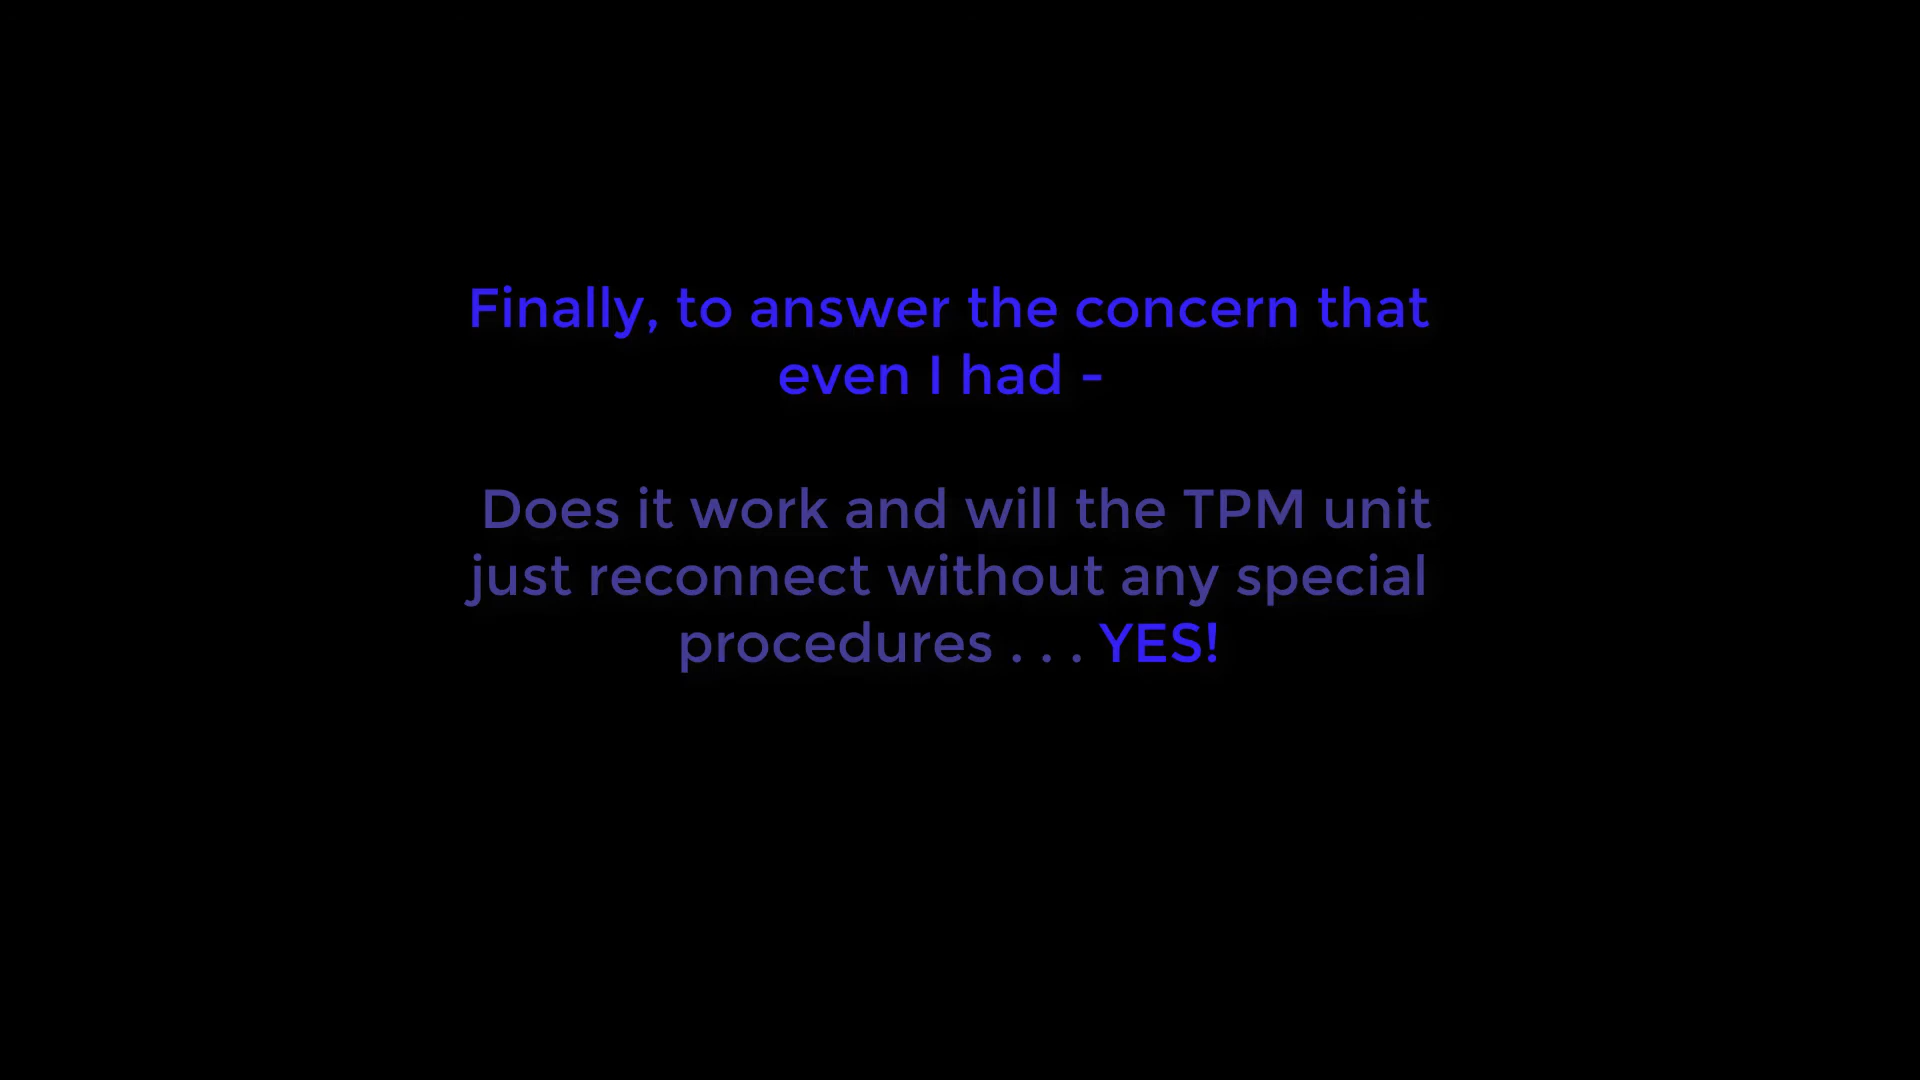 Finally, to answer the concern that
even I had -
Does it work and will the TPM unit
just reconnect without any special
procedures . . . YES!